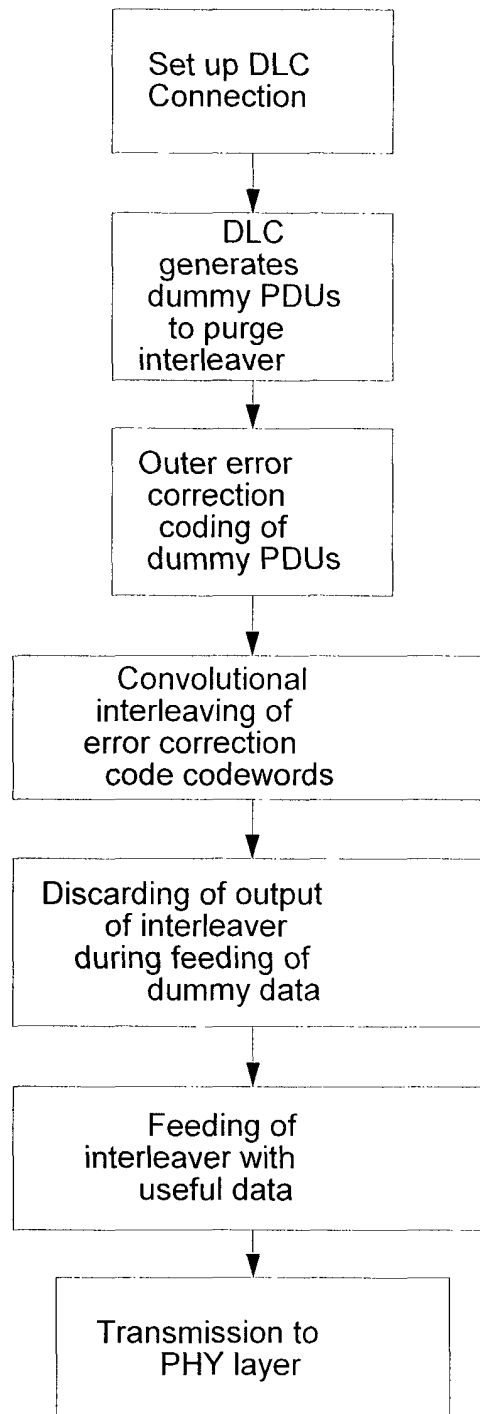 Set up DLC
Connection
DLC
generates
dummy PDUs
to purge
interleaver
Outer error
correction
coding of
dummy PDUs
Convolutional
interleaving of
error correction
code codewords
Discarding of output
of interleaver
during feeding of
dummy data
Feeding of
interleaver with
useful data
Transmission to
PHY layer